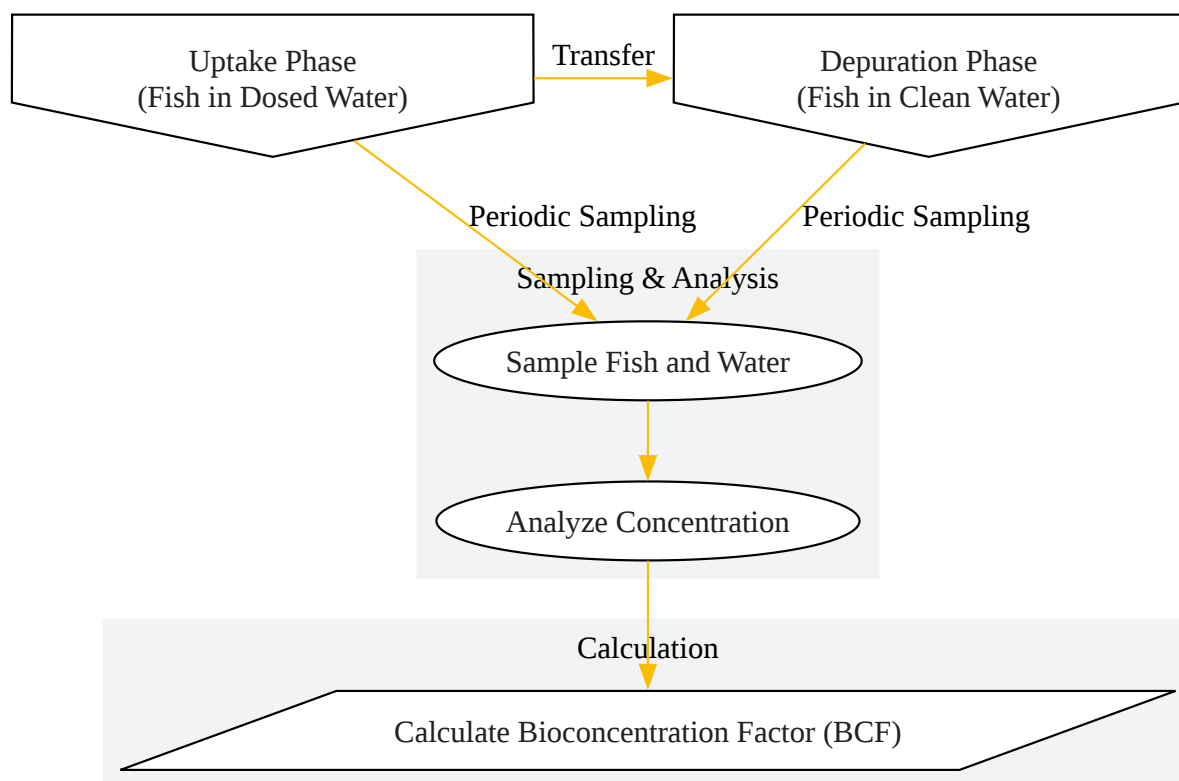 Uptake Phase
(Fish in Dosed Water)
Transfer
Depuration Phase
(Fish in Clean Water)
Periodic Sampling
Periodic Sampling
Sampling & Analysis
Sample Fish and Water
Analyze Concentration
Calculation
Calculate Bioconcentration Factor (BCF)